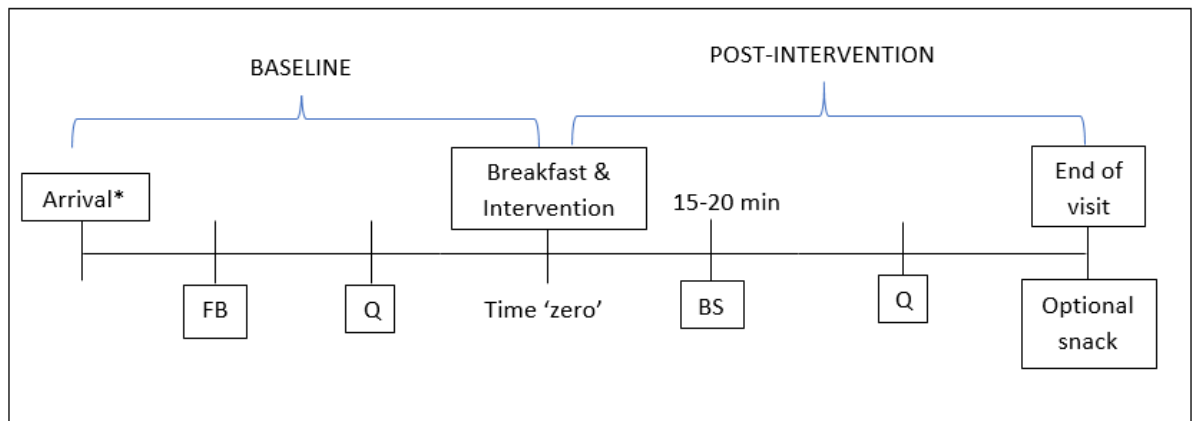 BASELINE
POST-INTERVENTION
Arrival*
Breakfast &
Intervention
15-20 min
End of
visit
FB
Q
Time ‘zero’
BS
Q
Optional
snack